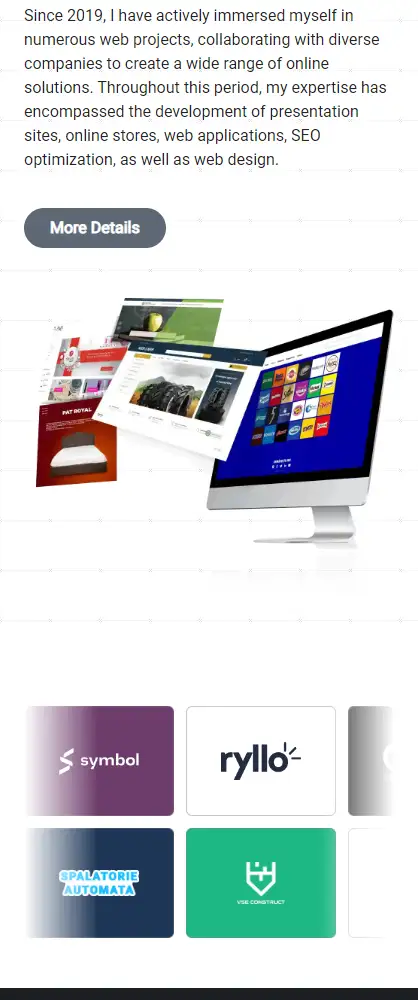 Since 2019, I have actively immersed myself in
numerous web projects, collaborating with diverse
companies to create a wide range of online
solutions. Throughout this period, my expertise has
encompassed the development of presentation
sites, online stores, web applications, SEO
optimization, as well as web design.
More Details
PAT ROYAL
symbol
ryllo
SPALATORIE
AUTOMATA
VSE CONSTRUCT